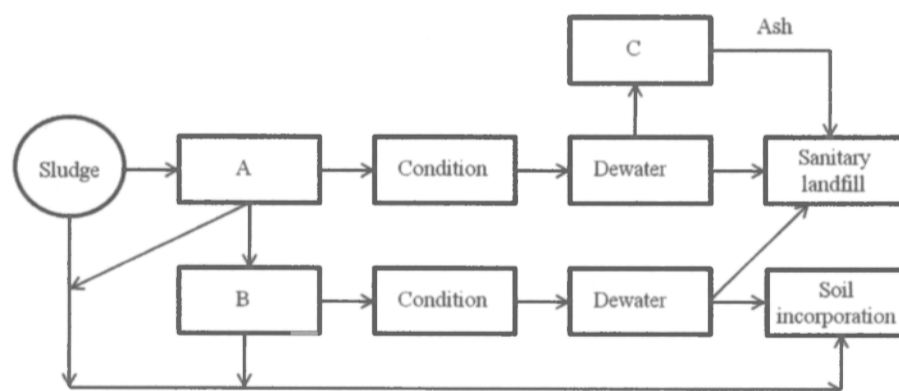 C
Ash
Sludge
A
Condition
Dewater
Sanitary
landfill
B
Condition
Dewater
Soil
incorporation